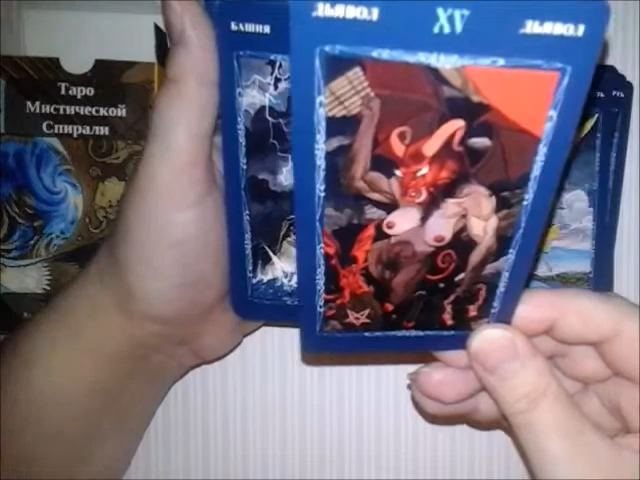 Таро
Мистической
Спирали
БАШНЯ
ДЬЯВОЛ
XV
ДЬЯВОЛ